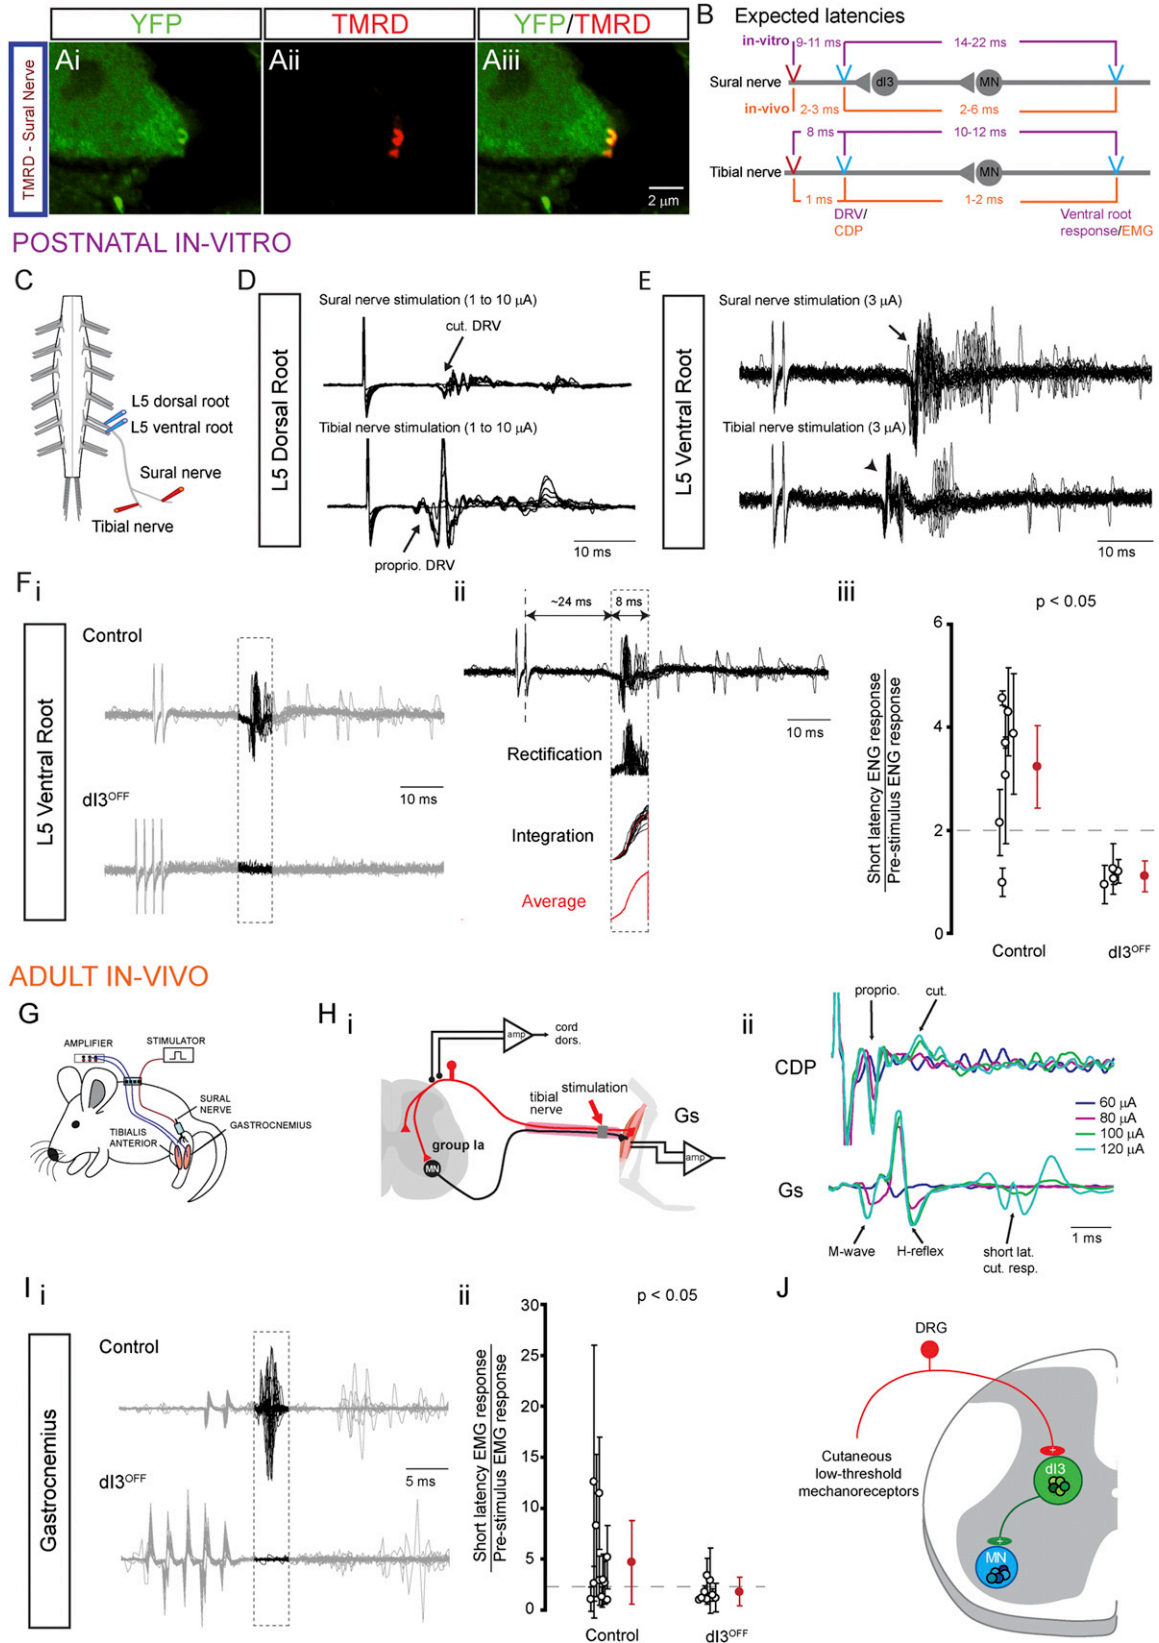 YFP
TMRD
YFP/TMRD
TMRD - Sural Nerve
Ai
Aii
Aiii
2 μm
B
Expected latencies
in-vitro
9-11 ms
14-22 ms
Sural nerve
dI3
MN
in-vivo
2-3 ms
2-6 ms
8 ms
10-12 ms
Tibial nerve
MN
1 ms
1-2 ms
DRV/
CDP
Ventral root
response/EMG
POSTNATAL IN-VITRO
C
L5 dorsal root
L5 ventral root
Sural nerve
Tibial nerve
D
L5 Dorsal Root
Sural nerve stimulation (1 to 10 μA)
cut. DRV
Tibial nerve stimulation (1 to 10 μA)
proprio. DRV
10 ms
E
L5 Ventral Root
Sural nerve stimulation (3 μA)
Tibial nerve stimulation (3 μA)
10 ms
F
i
L5 Ventral Root
Control
10 ms
dI3OFF
ii
~24 ms
8 ms
10 ms
Rectification
Integration
Average
iii
p < 0.05
Short latency ENG response
Pre-stimulus ENG response
6
4
2
0
Control
dI3OFF
ADULT IN-VIVO
G
AMPLIFIER
STIMULATOR
SURAL
NERVE
TIBIALIS
ANTERIOR
GASTROCNEMIUS
H
i
amp
cord
dors.
stimulation
tibial
nerve
Gs
group Ia
MN
amp
ii
proprio.
cut.
CDP
60 μA
80 μA
100 μA
120 μA
Gs
M-wave
H-reflex
short lat.
cut. resp.
1 ms
I
i
Gastrocnemius
Control
5 ms
dI3OFF
ii
p < 0.05
Short latency EMG response
Pre-stimulus EMG response
30
25
20
15
10
5
0
Control
dI3OFF
J
DRG
Cutaneous
low-threshold
mechanoreceptors
+
dI3
+
MN